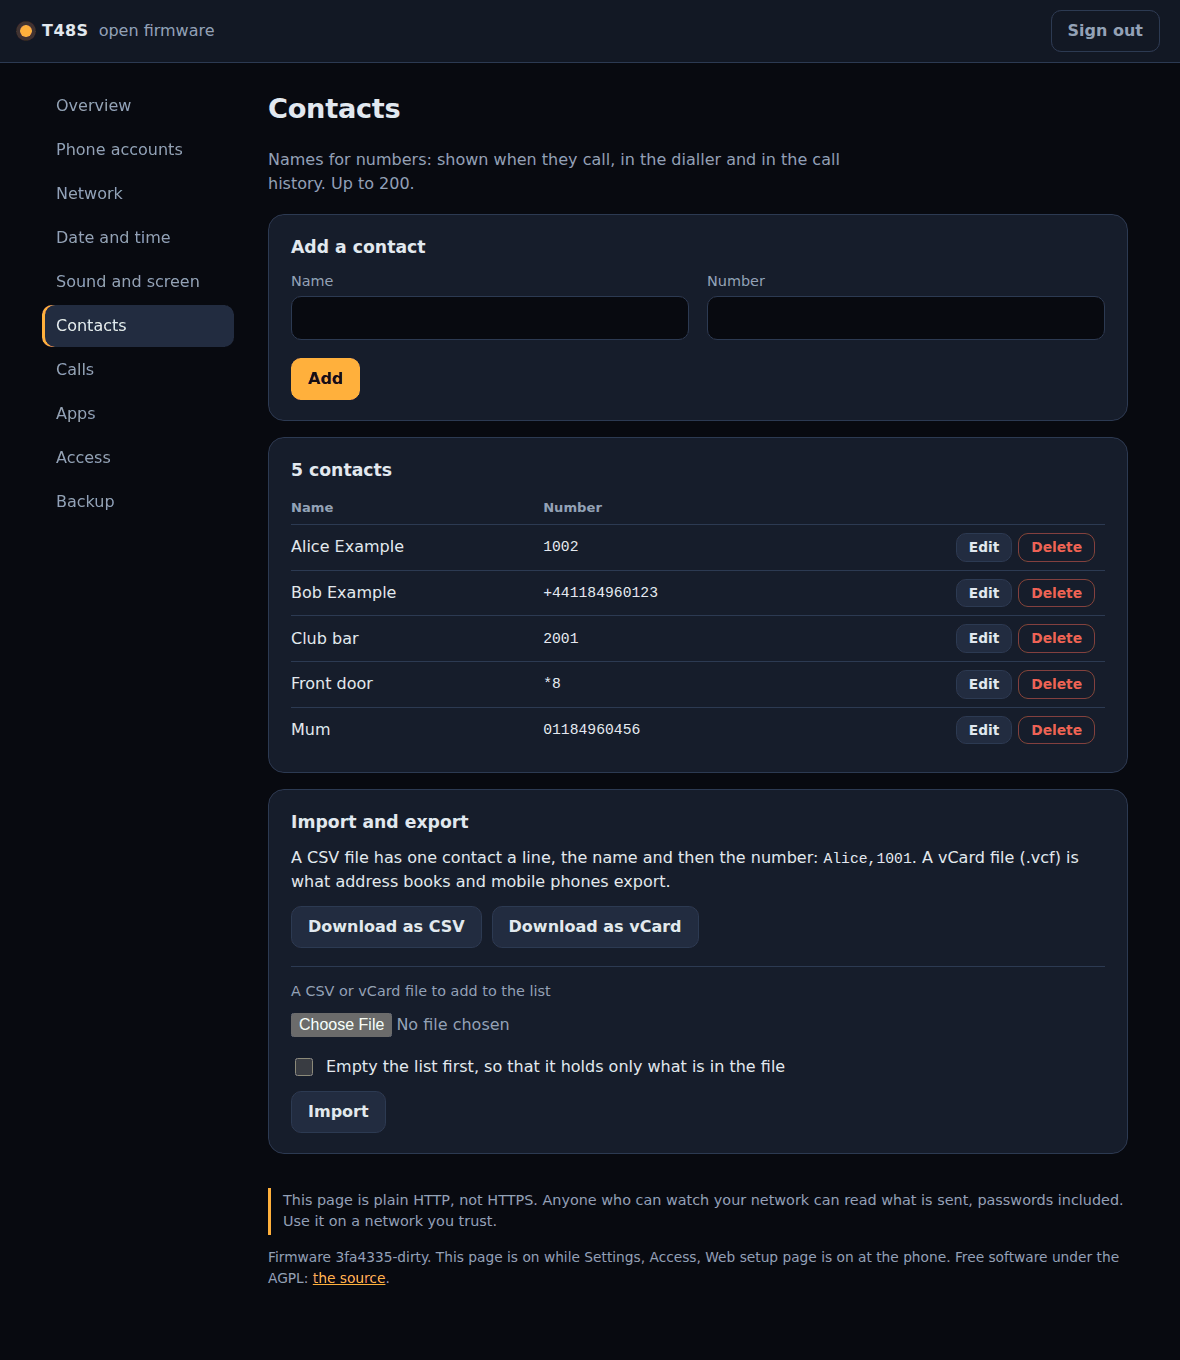 T48S open firmware
Sign out
Overview
Phone accounts
Network
Date and time
Sound and screen
Contacts
Calls
Apps
Access
Backup
Contacts
Names for numbers: shown when they call, in the dialler and in the call
history. Up to 200.
Add a contact
Name Number
Add
5 contacts
Name Number
Alice Example 1002 Edit Delete
Bob Example +441184960123 Edit Delete
Club bar 2001 Edit Delete
Front door *8 Edit Delete
Mum 01184960456 Edit Delete
Import and export
A CSV file has one contact a line, the name and then the number: Alice,1001. A vCard file (.vcf) is
what address books and mobile phones export.
Download as CSV Download as vCard
A CSV or vCard file to add to the list
Choose File No file chosen
Empty the list first, so that it holds only what is in the file
Import
This page is plain HTTP, not HTTPS. Anyone who can watch your network can read what is sent, passwords included.
Use it on a network you trust.
Firmware 3fa4335-dirty. This page is on while Settings, Access, Web setup page is on at the phone. Free software under the
AGPL: the source.